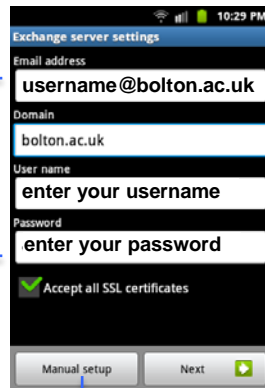 10:29 PM
Exchange server settings
Email address
username@bolton.ac.uk
Domain
bolton.ac.uk
User name
enter your username
Password
enter your password
Accept all SSL certificates
Manual setup Next